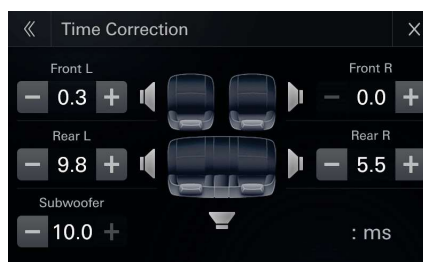 « Time Correction X
Front L Front R
− 0.3 + − 0.0 +
Rear L Rear R
− 9.8 + − 5.5 +
Subwoofer
− 10.0 + : ms